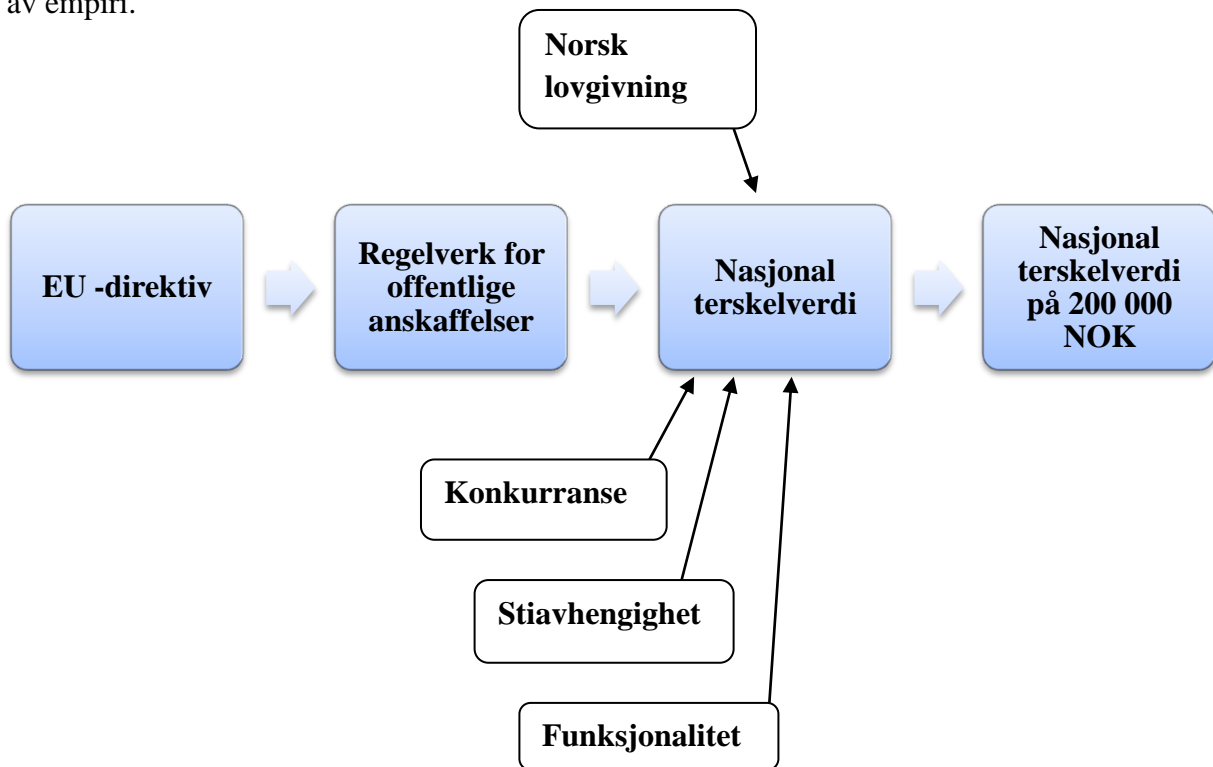 av empiri.
Norsk
lovgivning
EU -direktiv
Regelverk for
offentlige
anskaffelser
Nasjonal
terskelverdi
Nasjonal
terskelverdi
på 200 000
NOK
Konkurranse
Stiavhengighet
Funksjonalitet